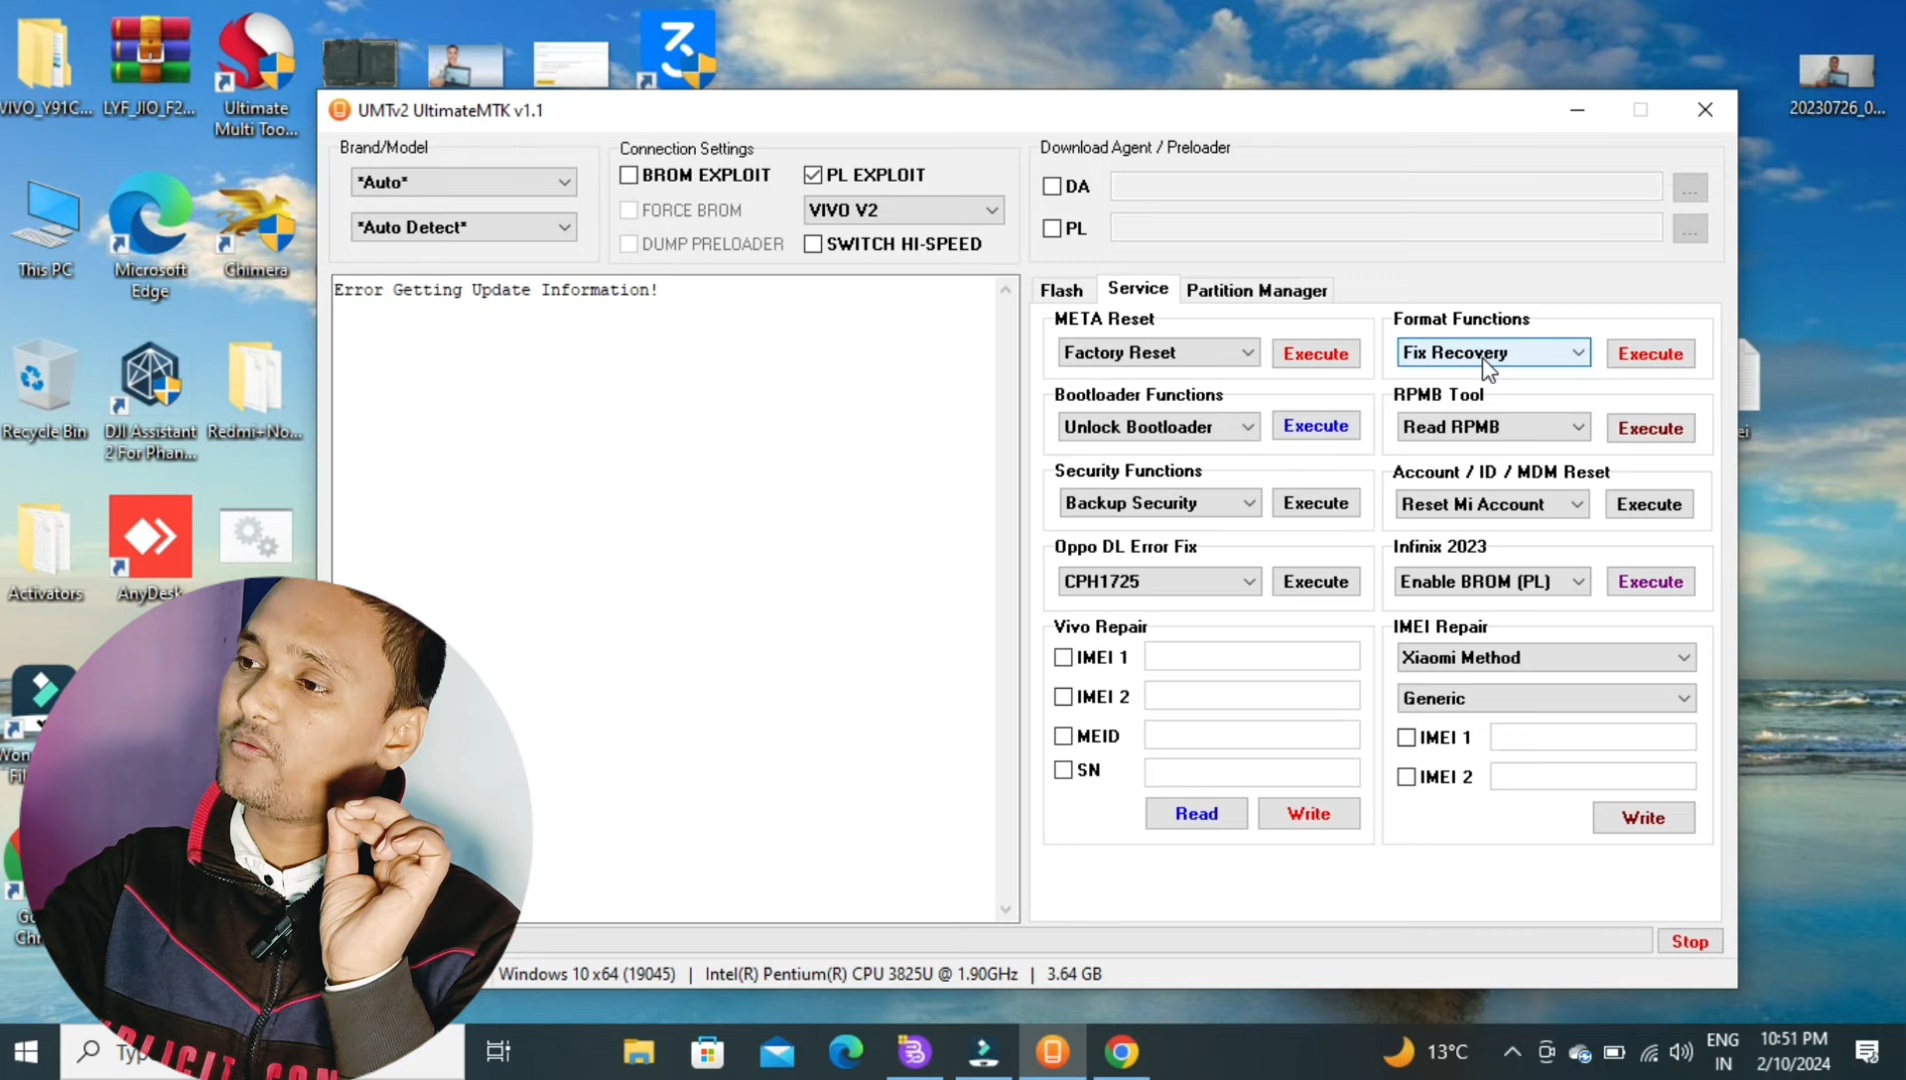 VIVO_Y91C...
LYF_JIO_F2...
Ultimate
Multi Too...
20230726_0...
This PC
Microsoft
Edge
Chimera
Recycle Bin
DJI Assistant
2 For Phan...
Redmi+No...
Activators
AnyDesk
UMTv2 UltimateMTK v1.1
Brand/Model
*Auto*
*Auto Detect*
Connection Settings
BROM EXPLOIT
PL EXPLOIT
FORCE BROM
VIVO V2
DUMP PRELOADER
SWITCH HI-SPEED
Download Agent / Preloader
DA
...
PL
...
Error Getting Update Information!
Flash
Service
Partition Manager
META Reset
Factory Reset
Execute
Format Functions
Fix Recovery
Execute
Bootloader Functions
Unlock Bootloader
Execute
RPMB Tool
Read RPMB
Execute
Security Functions
Backup Security
Execute
Account / ID / MDM Reset
Reset Mi Account
Execute
Oppo DL Error Fix
CPH1725
Execute
Infinix 2023
Enable BROM (PL)
Execute
Vivo Repair
IMEI 1
IMEI 2
MEID
SN
Read
Write
IMEI Repair
Xiaomi Method
Generic
IMEI 1
IMEI 2
Write
Stop
Windows 10 x64 (19045) | Intel(R) Pentium(R) CPU 3825U @ 1.90GHz | 3.64 GB
13°C
ENG
IN
10:51 PM
2/10/2024